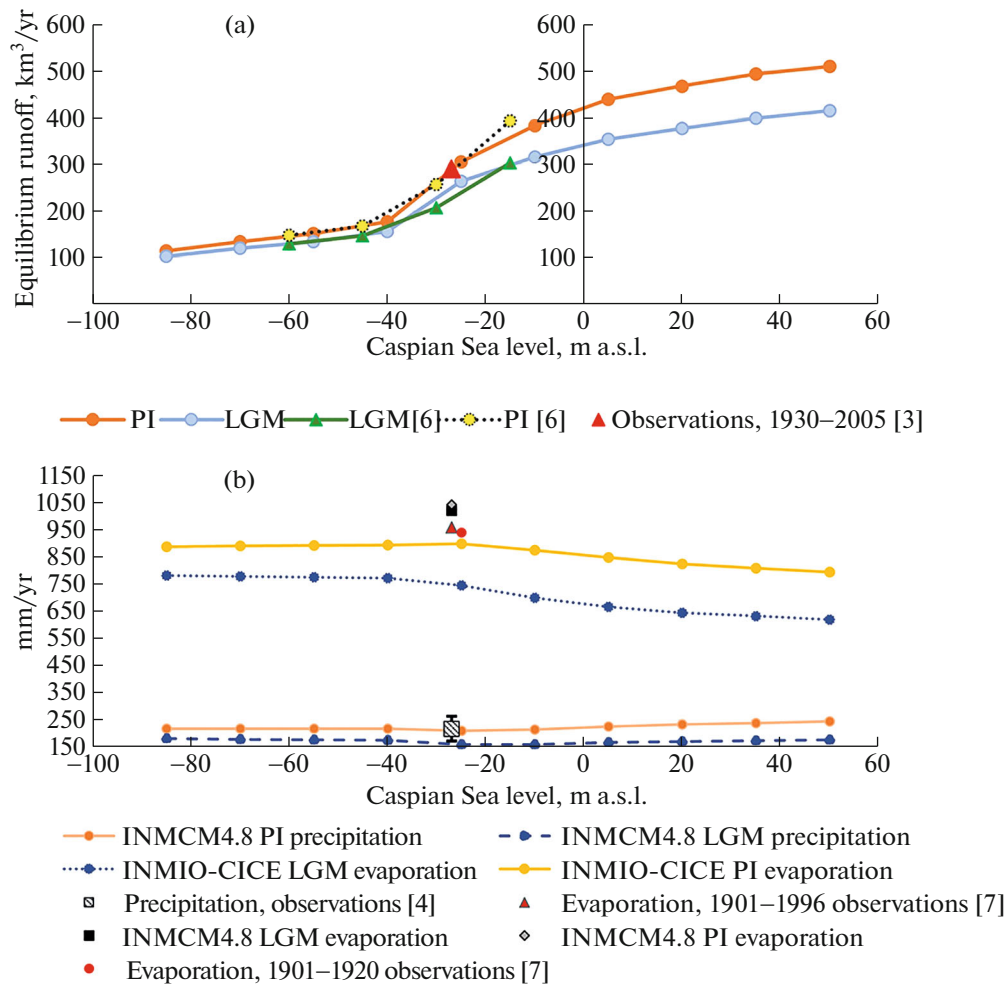 (a)
Equilibrium runoff, km³/yr
600 600
500 500
400 400
300 300
200 200
100 100
−100 −80 −60 −40 −20 0 20 40 60
Caspian Sea level, m a.s.l.
PI LGM LGM[6] PI [6] Observations, 1930–2005 [3]
(b)
mm/yr
1150
1050
950
850
750
650
550
450
350
250
150
−100 −80 −60 −40 −20 0 20 40 60
Caspian Sea level, m a.s.l.
INMCM4.8 PI precipitation INMCM4.8 LGM precipitation
INMIO-CICE LGM evaporation INMIO-CICE PI evaporation
Precipitation, observations [4] Evaporation, 1901–1996 observations [7]
INMCM4.8 LGM evaporation INMCM4.8 PI evaporation
Evaporation, 1901–1920 observations [7]